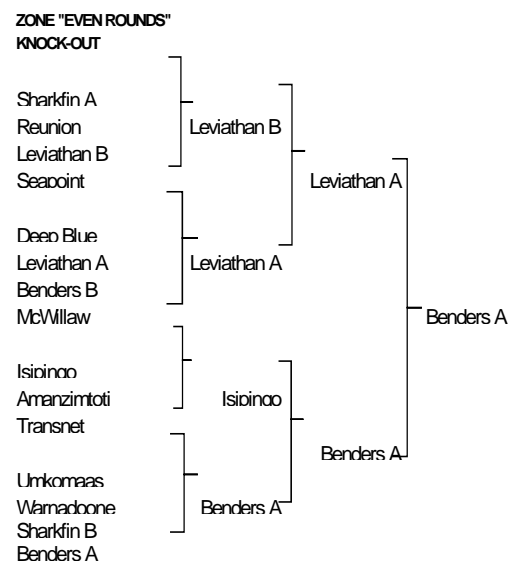 ZONE "EVEN ROUNDS"
KNOCK-OUT
Sharkfin A
Reunion
Leviathan B
Leviathan B
Seapoint
Leviathan A
Deep Blue
Leviathan A
Leviathan A
Benders B
McWillaw
Benders A
Isipingo
Amanzimtoti
Isipingo
Transnet
Benders A
Umkomaas
Warnadoone
Benders A
Sharkfin B
Benders A